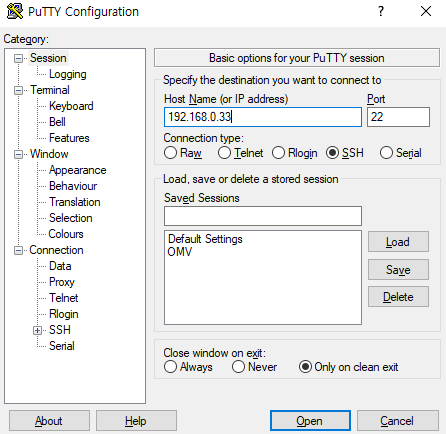 PuTTY Configuration
?
Category:
Session
Logging
Terminal
Keyboard
Bell
Features
Window
Appearance
Behaviour
Translation
Selection
Colours
Connection
Data
Proxy
Telnet
Rlogin
SSH
Serial
Basic options for your PuTTY session
Specify the destination you want to connect to
Host Name (or IP address) Port
192.168.0.33 22
Connection type:
Raw Telnet Rlogin SSH Serial
Load, save or delete a stored session
Saved Sessions
Default Settings
OMV
Load
Save
Delete
Close window on exit:
Always Never Only on clean exit
About Help Open Cancel